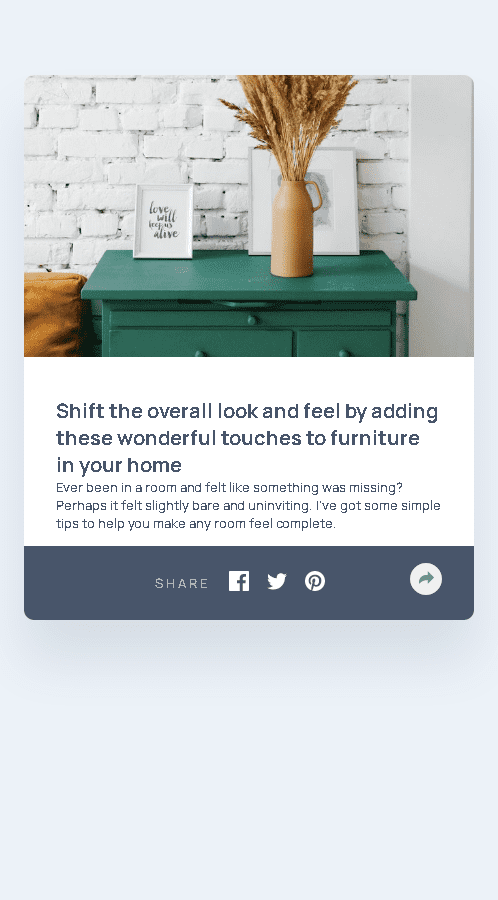 love
will
keep us
alive
Shift the overall look and feel by adding
these wonderful touches to furniture
in your home
Ever been in a room and felt like something was missing?
Perhaps it felt slightly bare and uninviting. I've got some simple
tips to help you make any room feel complete.
SHARE